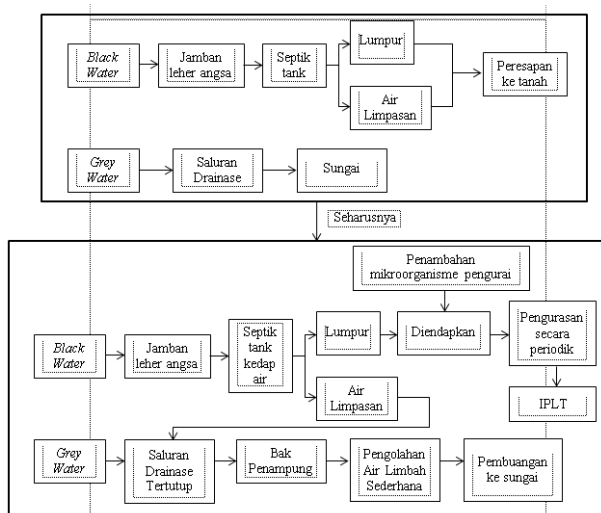 Black
Water
Jamban
leher angsa
Septik
tank
Lumpur
Air
Limpasan
Peresapan
ke tanah
Grey
Water
Saluran
Drainase
Sungai
Seharusnya
Penambahan
mikroorganisme pengurai
Black
Water
Jamban
leher angsa
Septik
tank
kedap
air
Lumpur
Diendapkan
Pengurasan
secara
periodik
Air
Limpasan
IPLT
Grey
Water
Saluran
Drainase
Tertutup
Bak
Penampung
Pengolahan
Air Limbah
Sederhana
Pembuangan
ke sungai